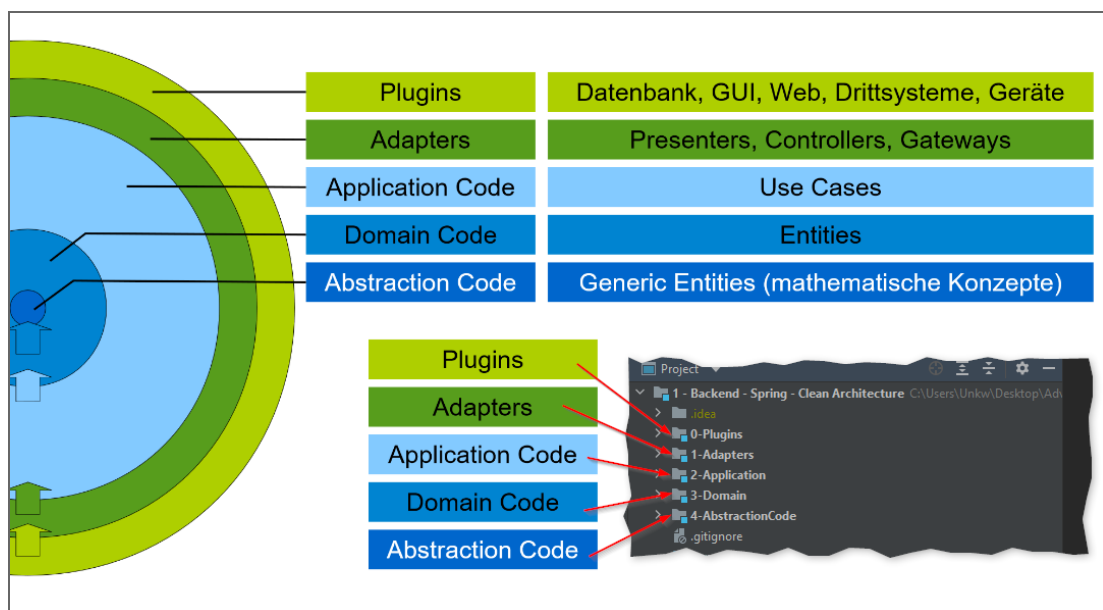 Plugins Datenbank, GUI, Web, Drittsysteme, Geräte
Adapters Presenters, Controllers, Gateways
Application Code Use Cases
Domain Code Entities
Abstraction Code Generic Entities (mathematische Konzepte)
Plugins
Adapters
Application Code
Domain Code
Abstraction Code
Project
1 - Backend - Spring - Clean Architecture C:\Users\Unkw\Desktop\Adv
.idea
0-Plugins
1-Adapters
2-Application
3-Domain
4-AbstractionCode
.gitignore